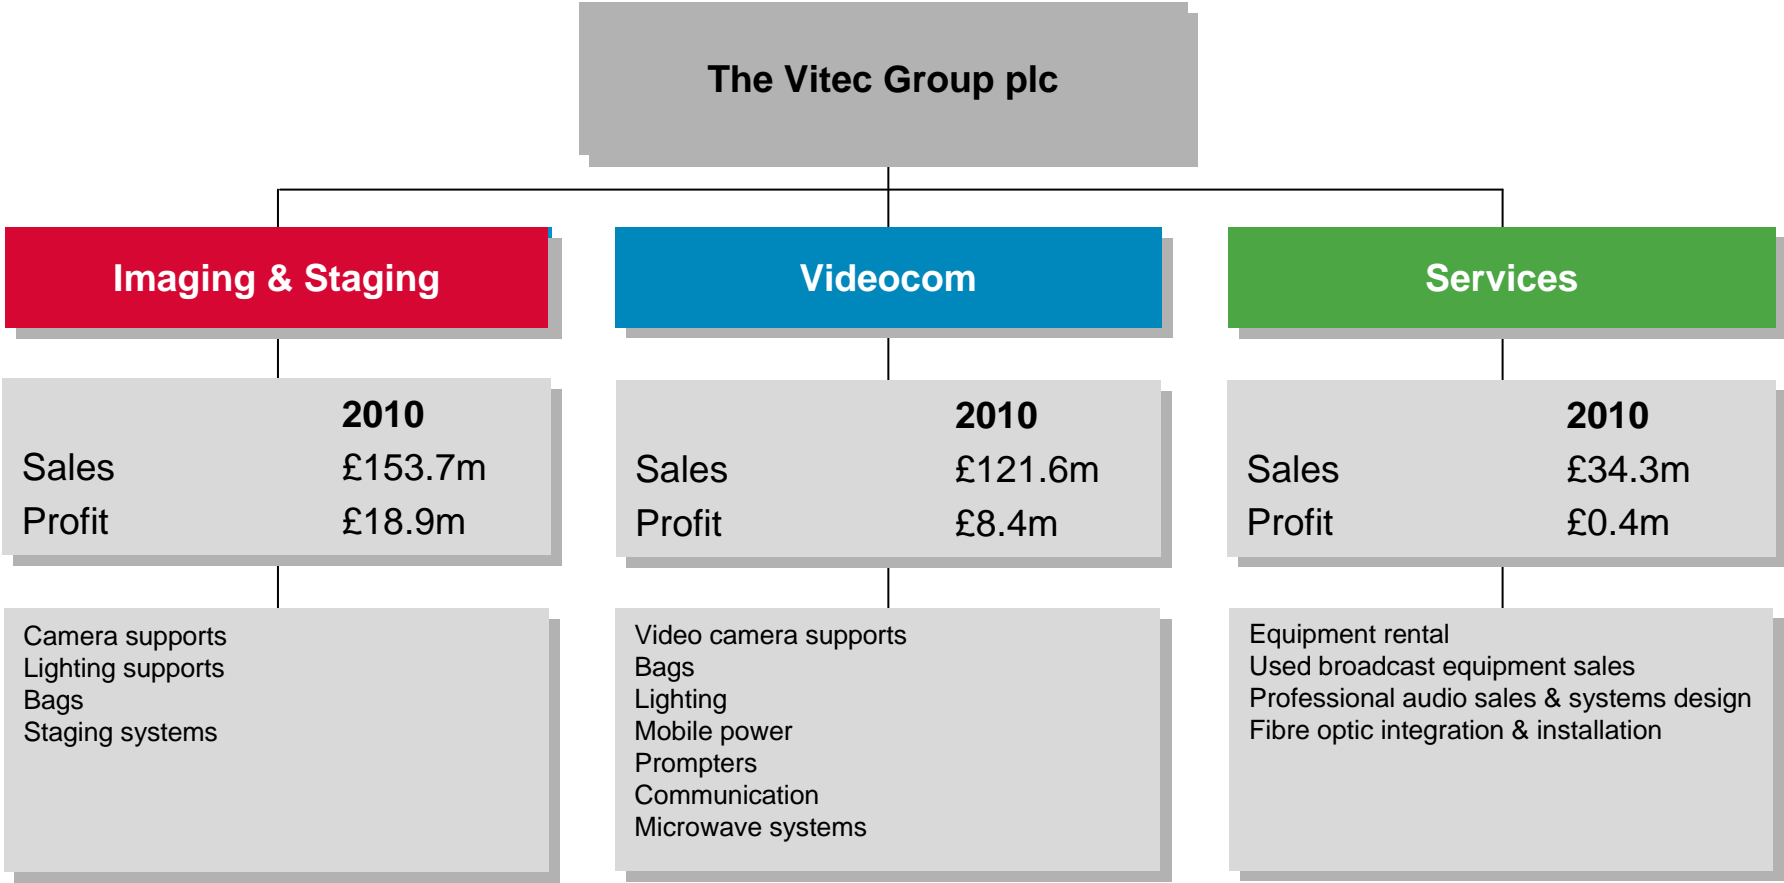 The Vitec Group plc
Imaging & Staging
2010
Sales £153.7m
Profit £18.9m
Camera supports
Lighting supports
Bags
Staging systems
Videocom
2010
Sales £121.6m
Profit £8.4m
Video camera supports
Bags
Lighting
Mobile power
Prompters
Communication
Microwave systems
Services
2010
Sales £34.3m
Profit £0.4m
Equipment rental
Used broadcast equipment sales
Professional audio sales & systems design
Fibre optic integration & installation